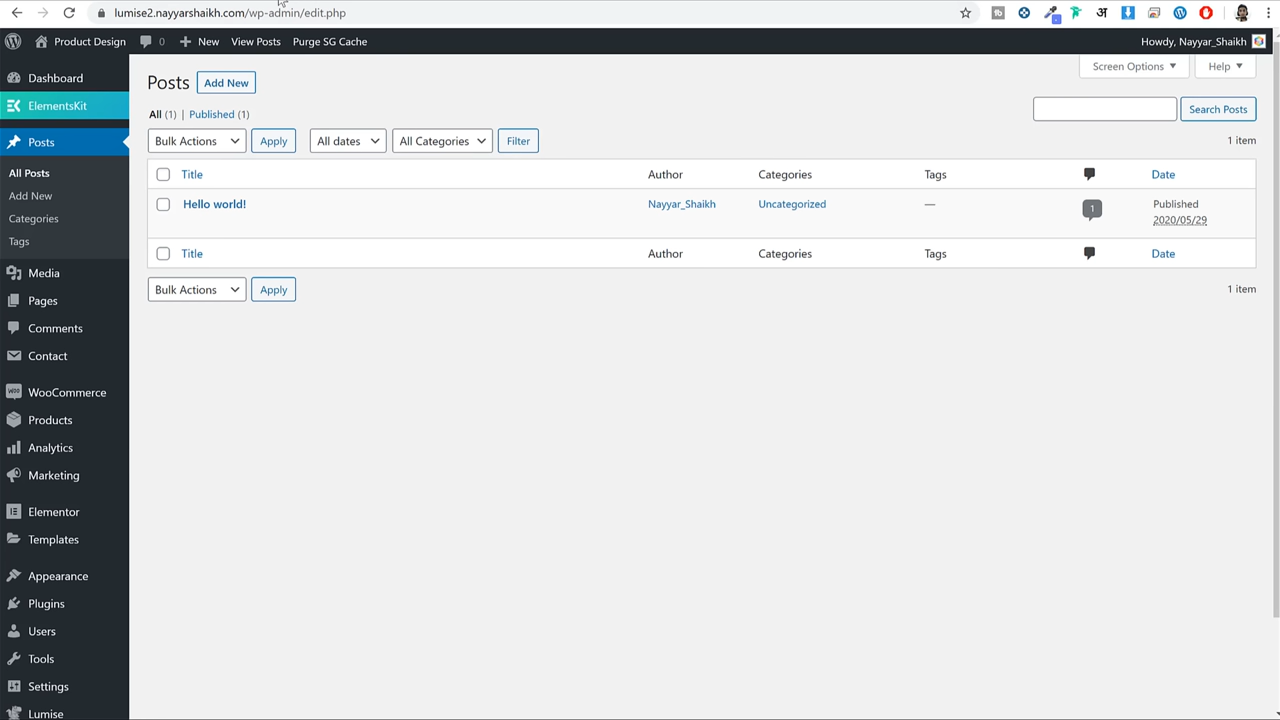 lumise2.nayyarshaikh.com/wp-admin/edit.php
Product Design 0 New View Posts Purge SG Cache Howdy, Nayyar_Shaikh
Dashboard
ElementsKit
Posts
All Posts
Add New
Categories
Tags
Media
Pages
Comments
Contact
WooCommerce
Products
Analytics
Marketing
Elementor
Templates
Appearance
Plugins
Users
Tools
Settings
Lumise
Screen Options Help
Posts Add New
All (1) | Published (1)
Search Posts
Bulk Actions Apply All dates All Categories Filter 1 item
Title Author Categories Tags Date
Hello world! Nayyar_Shaikh Uncategorized — 1 Published
2020/05/29
Title Author Categories Tags Date
Bulk Actions Apply 1 item